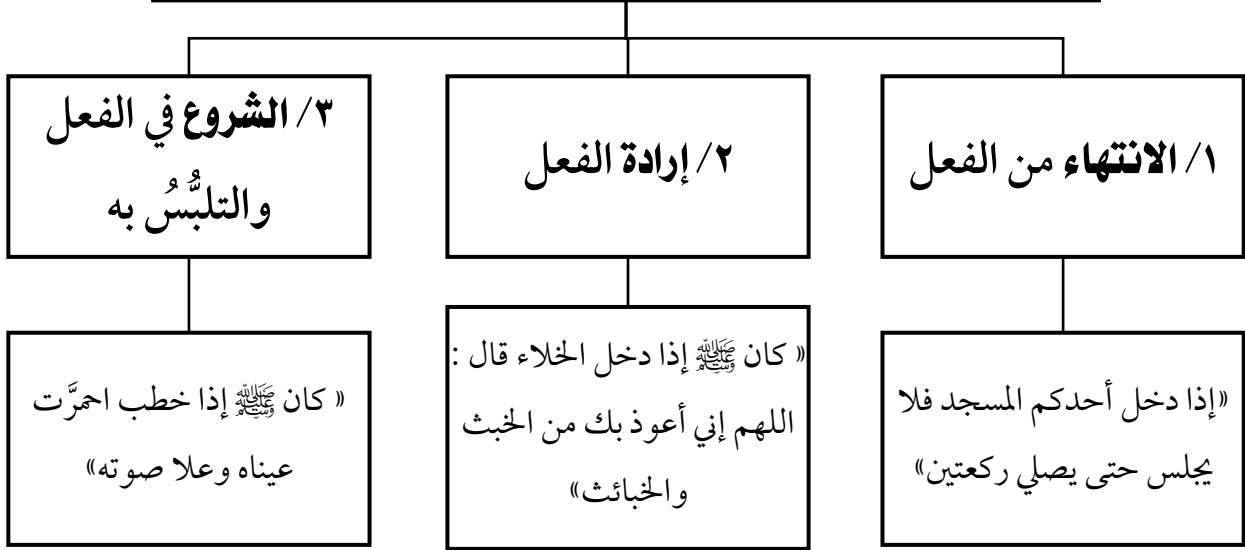 ١/ الانتهاء من الفعل
«إذا دخل أحدكم المسجد فلا
يجلس حتى يصلي ركعتين»
٢/ إرادة الفعل
« كان ﷺ إذا دخل الخلاء قال :
اللهم إني أعوذ بك من الخبث
والخبائث»
٣/ الشروع في الفعل
والتلبُّسُ به
« كان ﷺ إذا خطب احمرَّت
عيناه وعلا صوته»